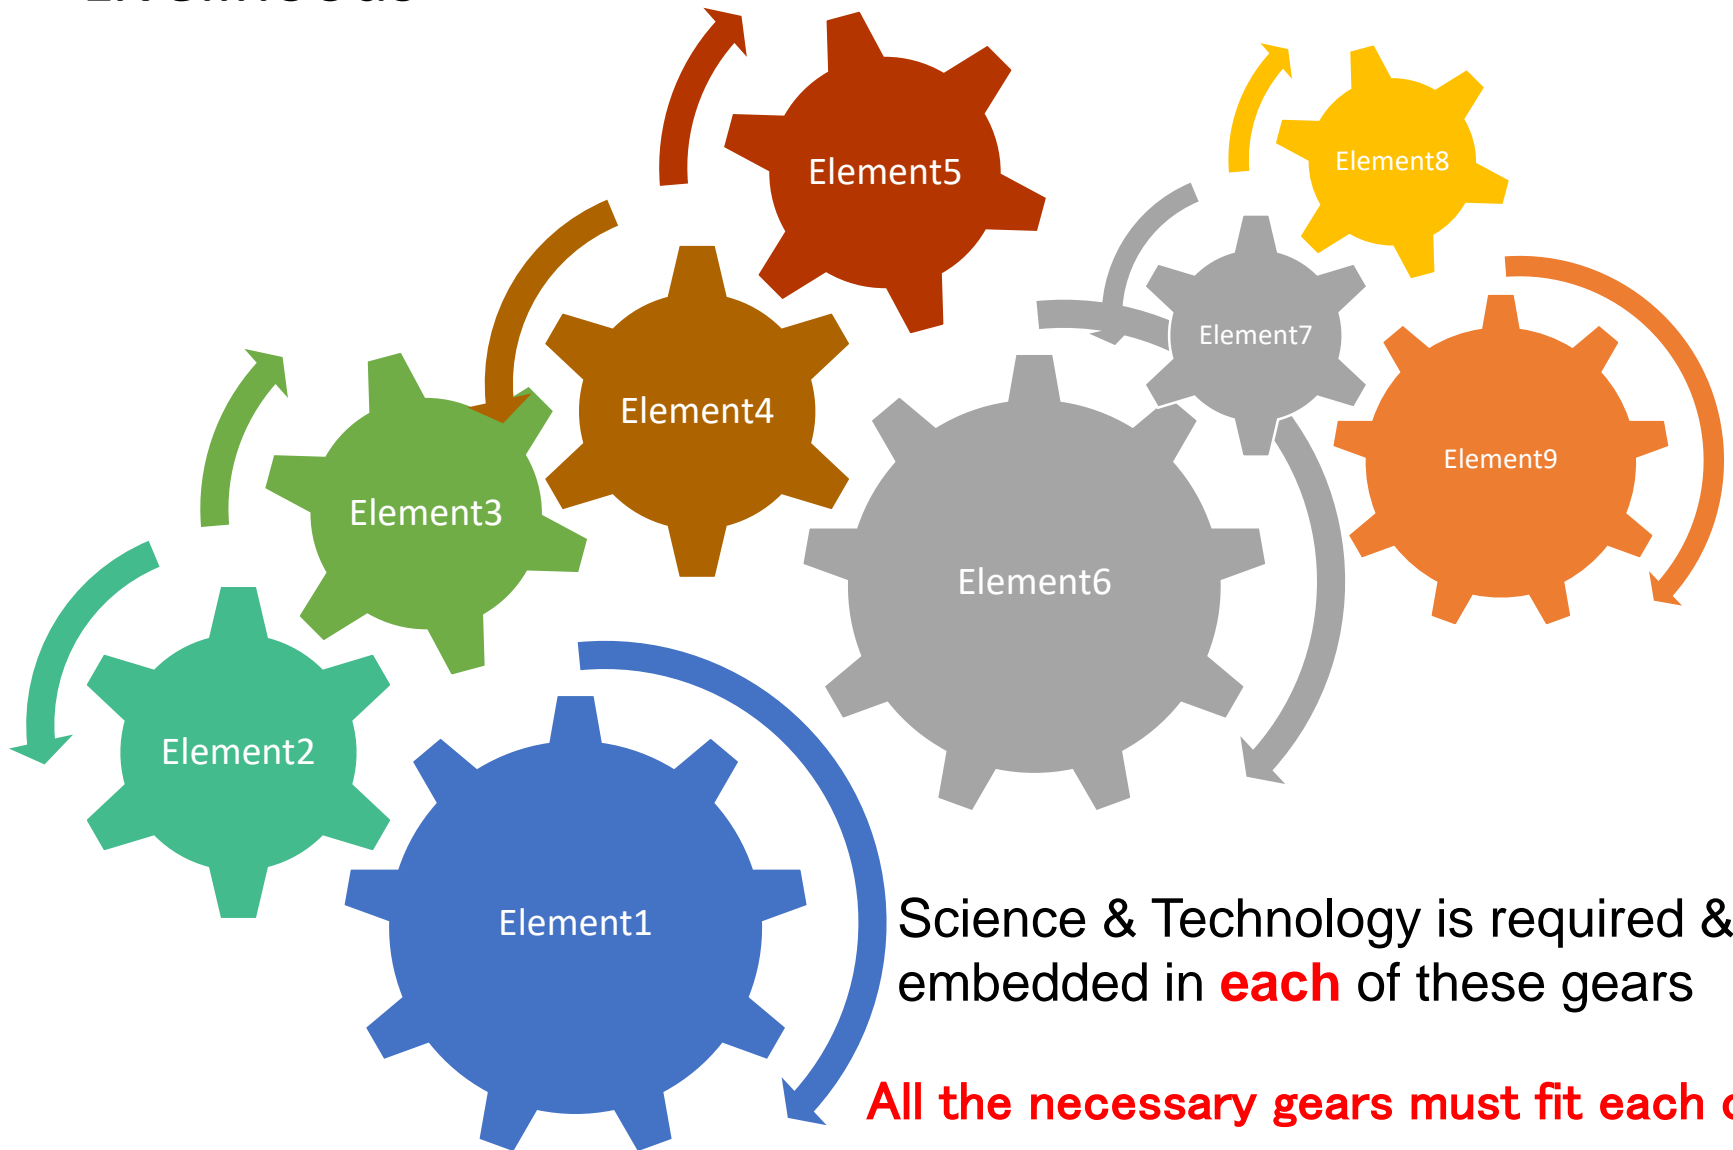 Element5
Element8
Element7
Element4
Element9
Element3
Element6
Element2
Element1
Science & Technology is required &
embedded in each of these gears
All the necessary gears must fit each